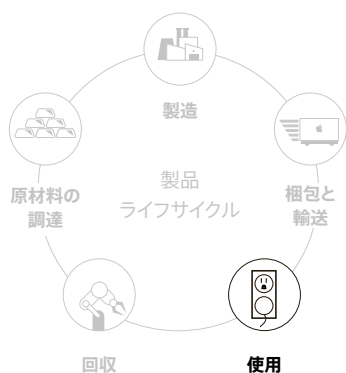 製造
原材料の
調達
製品
ライフサイクル
梱包と
輸送
回収
使用